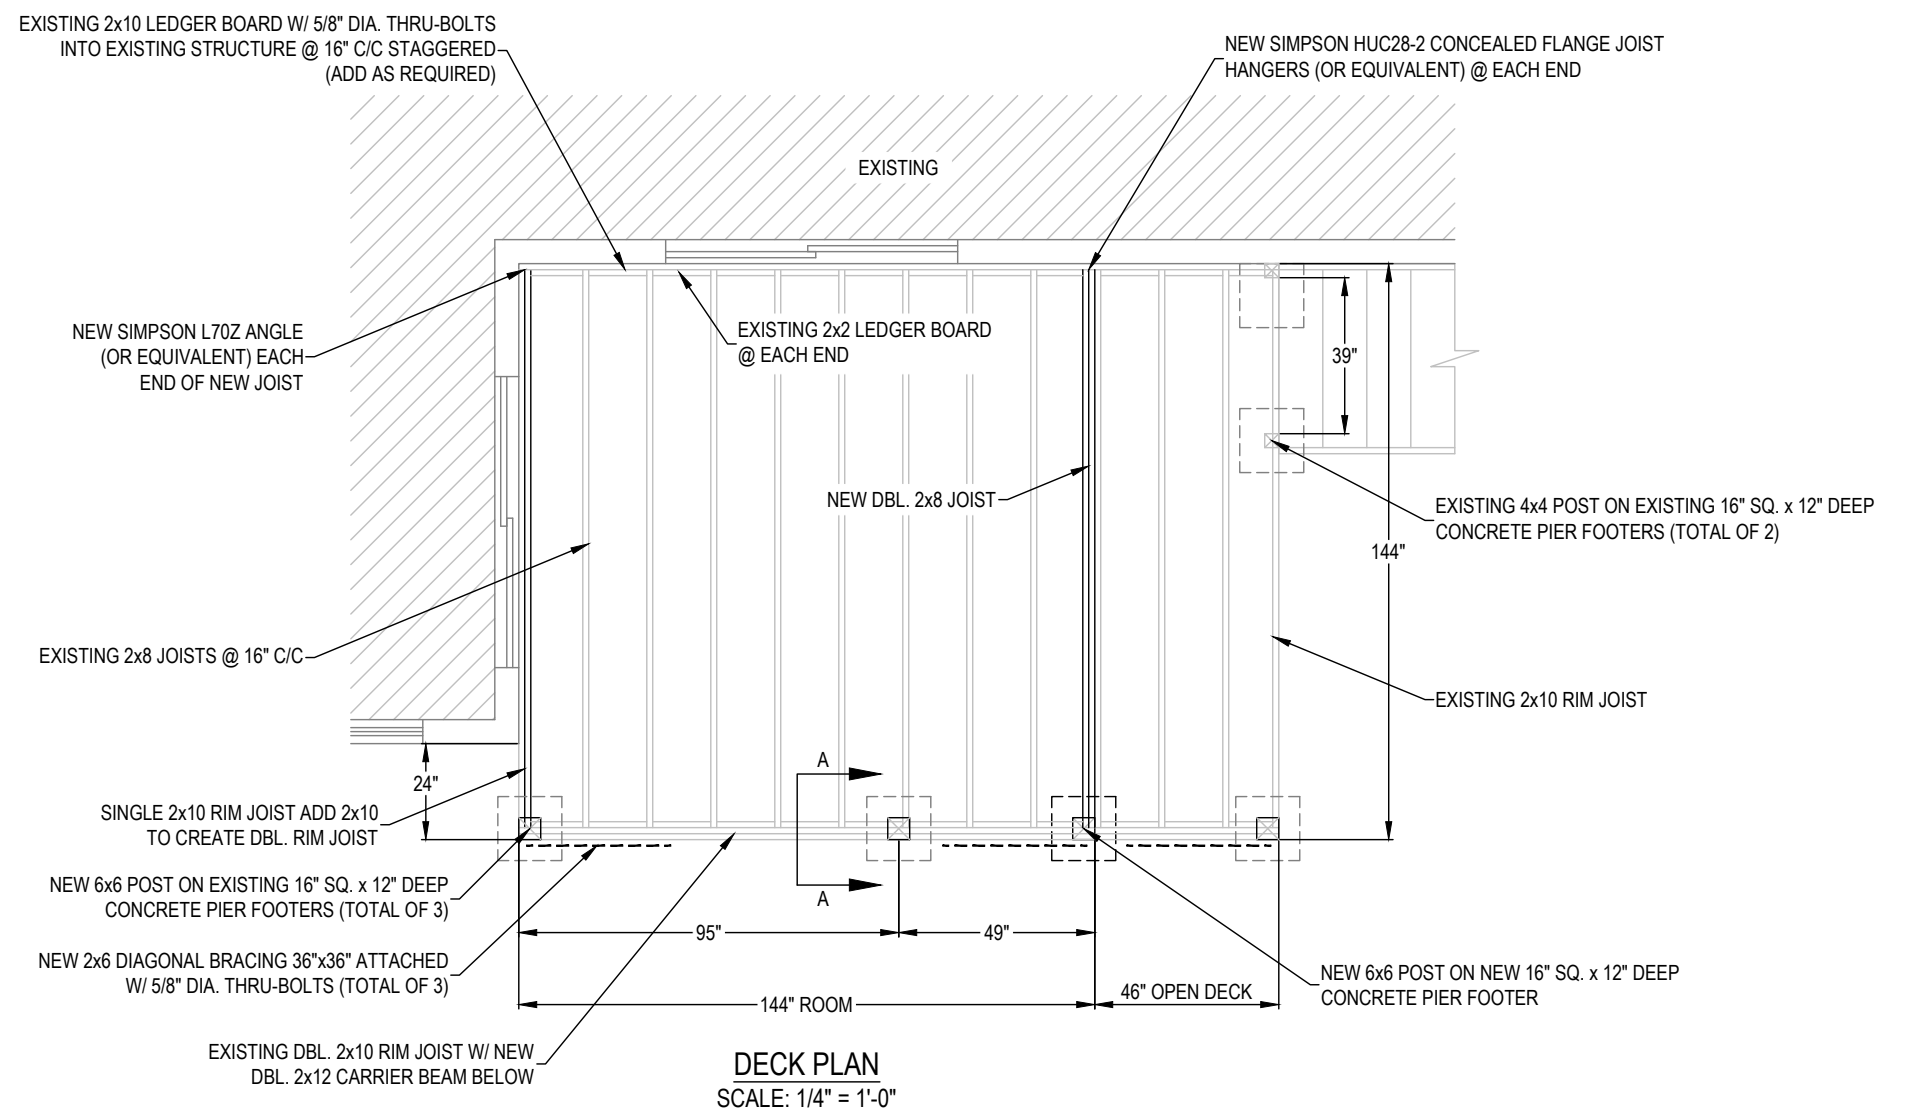 EXISTING 2x10 LEDGER BOARD W/ 5/8" DIA. THRU-BOLTS
INTO EXISTING STRUCTURE @ 16" C/C STAGGERED
(ADD AS REQUIRED)
NEW SIMPSON HUC28-2 CONCEALED FLANGE JOIST
HANGERS (OR EQUIVALENT) @ EACH END
EXISTING
NEW SIMPSON L70Z ANGLE
(OR EQUIVALENT) EACH
END OF NEW JOIST
EXISTING 2x2 LEDGER BOARD
@ EACH END
39"
NEW DBL. 2x8 JOIST
EXISTING 4x4 POST ON EXISTING 16" SQ. x 12" DEEP
CONCRETE PIER FOOTERS (TOTAL OF 2)
144"
EXISTING 2x8 JOISTS @ 16" C/C
EXISTING 2x10 RIM JOIST
24"
A
SINGLE 2x10 RIM JOIST ADD 2x10
TO CREATE DBL. RIM JOIST
NEW 6x6 POST ON EXISTING 16" SQ. x 12" DEEP
CONCRETE PIER FOOTERS (TOTAL OF 3)
A
95"
49"
NEW 2x6 DIAGONAL BRACING 36"x36" ATTACHED
W/ 5/8" DIA. THRU-BOLTS (TOTAL OF 3)
144" ROOM
46" OPEN DECK
NEW 6x6 POST ON NEW 16" SQ. x 12" DEEP
CONCRETE PIER FOOTER
EXISTING DBL. 2x10 RIM JOIST W/ NEW
DBL. 2x12 CARRIER BEAM BELOW
DECK PLAN
SCALE: 1/4" = 1'-0"